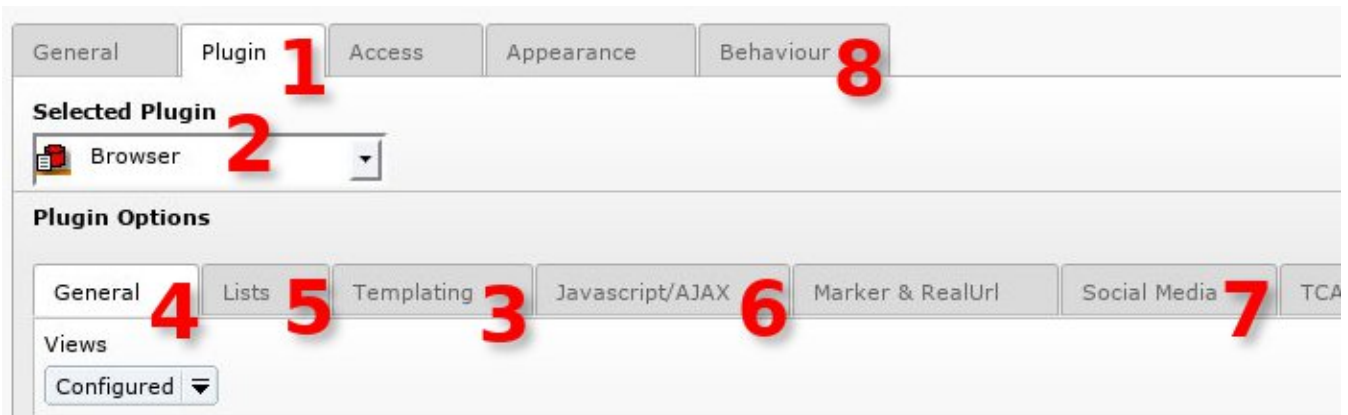 General Plugin 1 Access Appearance Behaviour 8
Selected Plugin
Browser 2
Plugin Options
General 4 Lists 5 Templating 3 Javascript/AJAX 6 Marker & RealUrl Social Media 7 TCA
Views
Configured